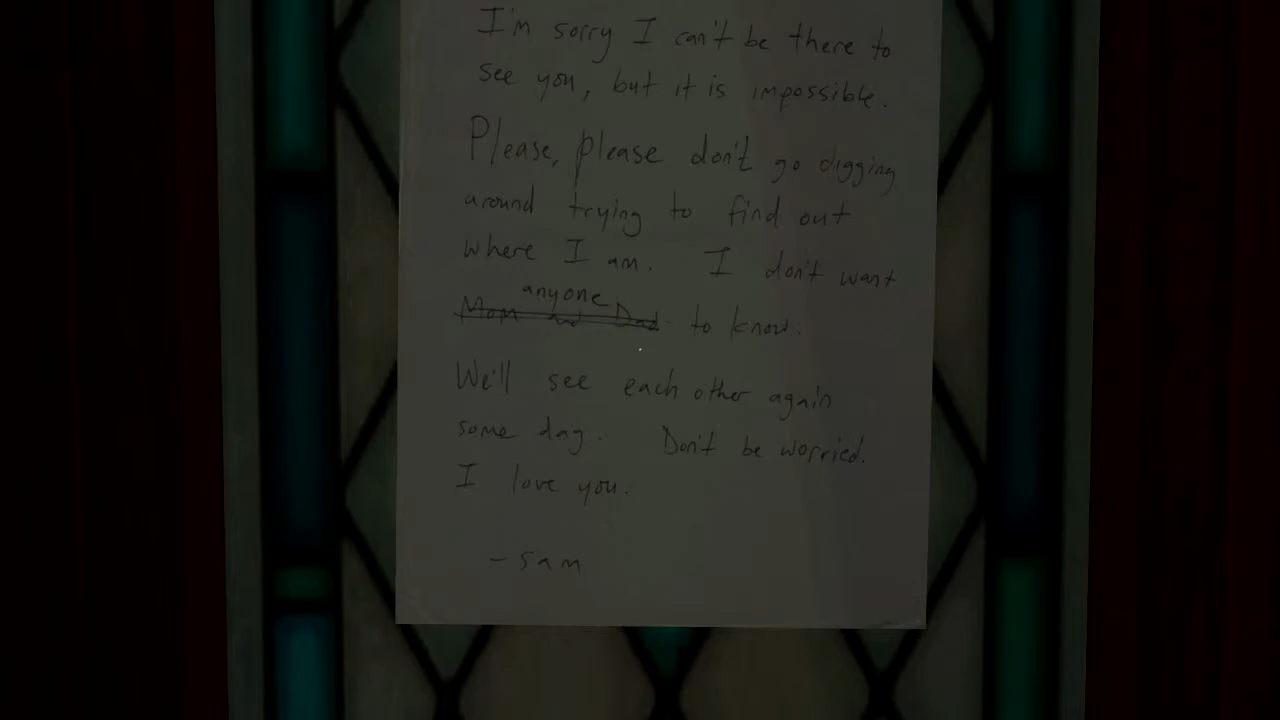 I'm sorry I can't be there to
see you, but it is impossible.
Please, please don't go digging
around trying to find out
where I am. I don't want
anyone
Mom and Dad to know.
We'll see each other again
some day. Don't be worried.
I love you.
- Sam